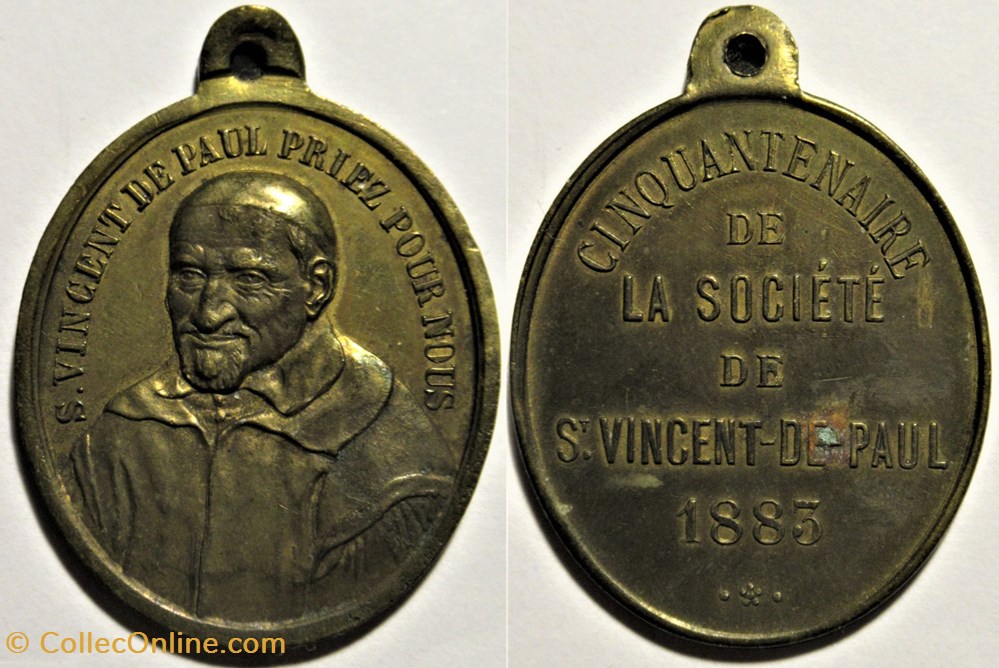 S. VINCENT DE PAUL PRIEZ POUR NOUS
CINQUANTENAIRE
DE
LA SOCIÉTÉ
DE
ST. VINCENT-DE-PAUL
1883
© CollecOnline.com